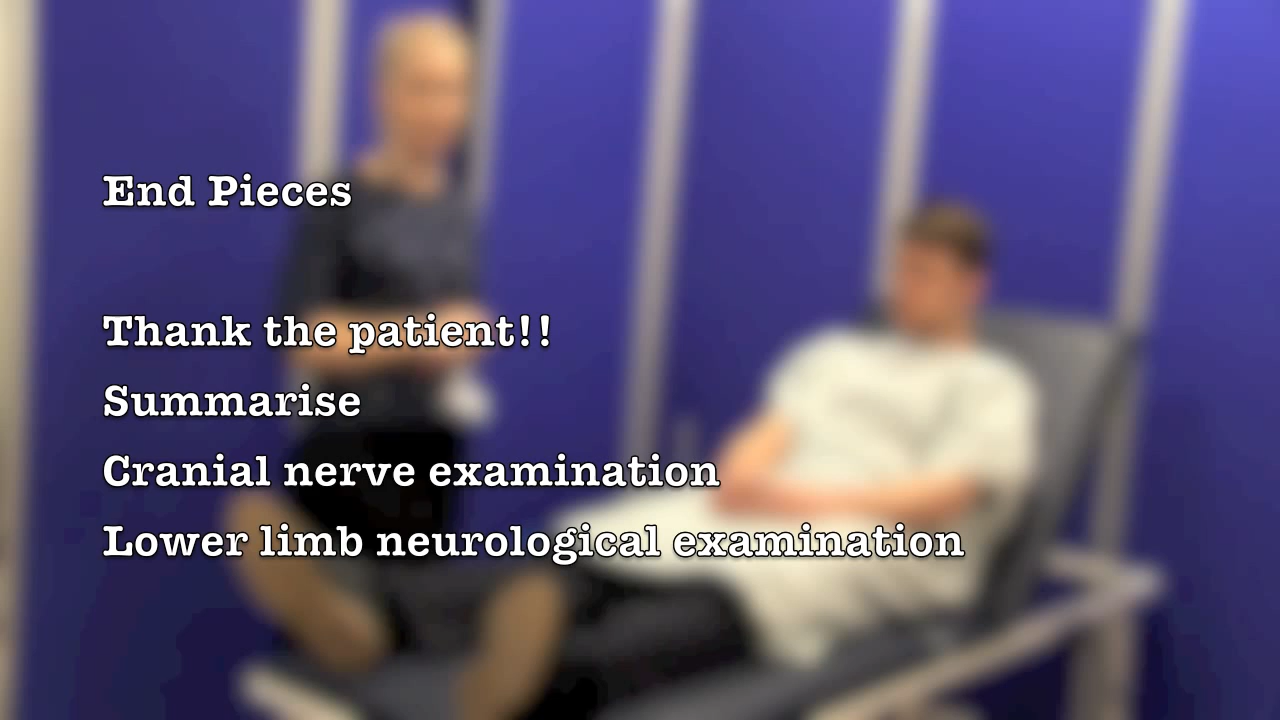 End Pieces
Thank the patient!!
Summarise
Cranial nerve examination
Lower limb neurological examination